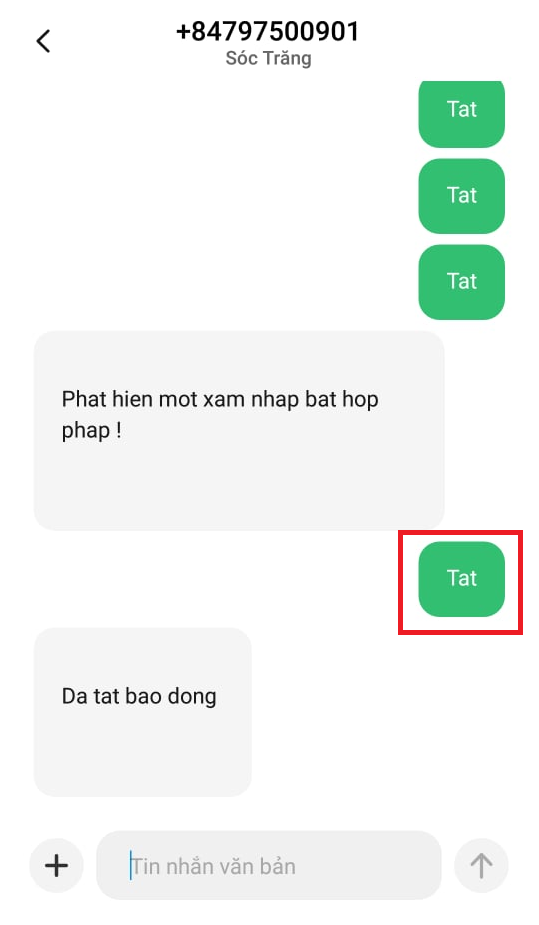 +84797500901
Sóc Trăng
Tat
Tat
Tat
Phat hien mot xam nhap bat hop
phap !
Tat
Da tat bao dong
Tin nhắn văn bản